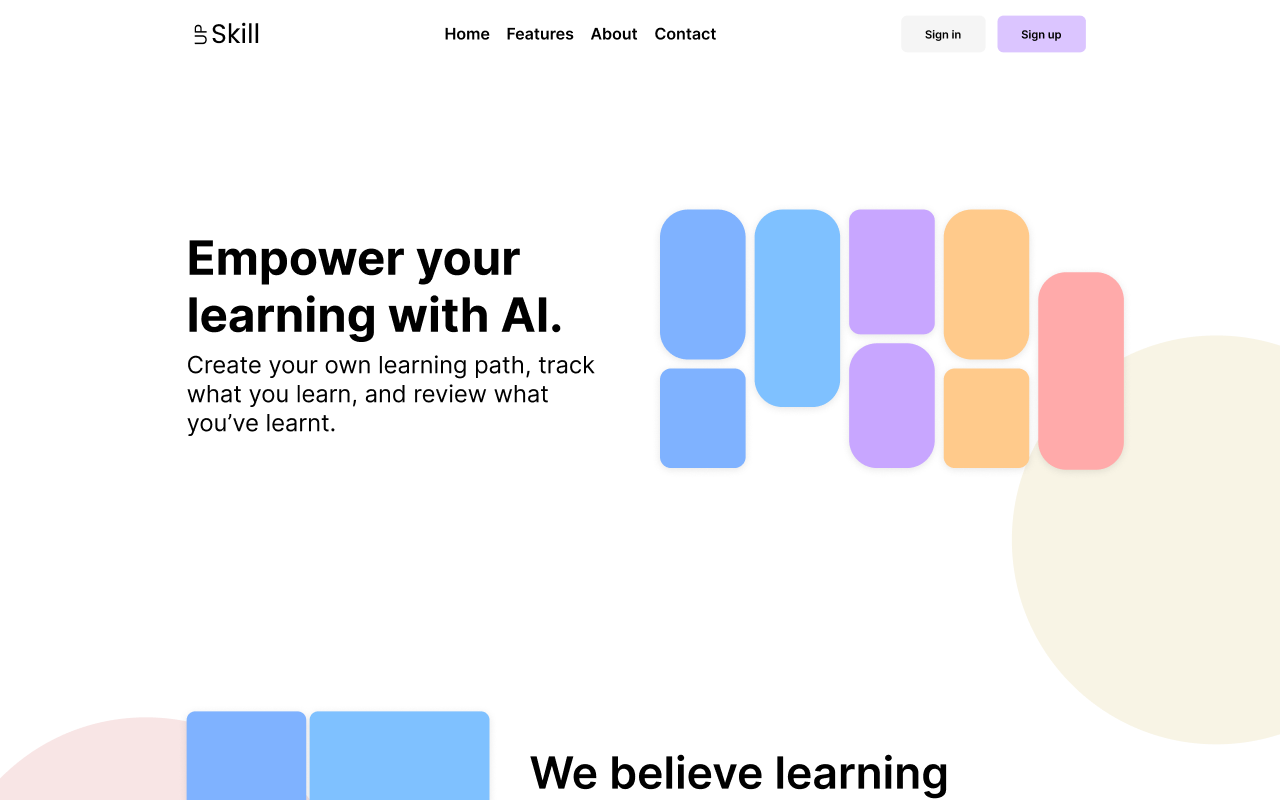 UP Skill
Home Features About Contact
Sign in Sign up
Empower your
learning with AI.
Create your own learning path, track
what you learn, and review what
you’ve learnt.
We believe learning